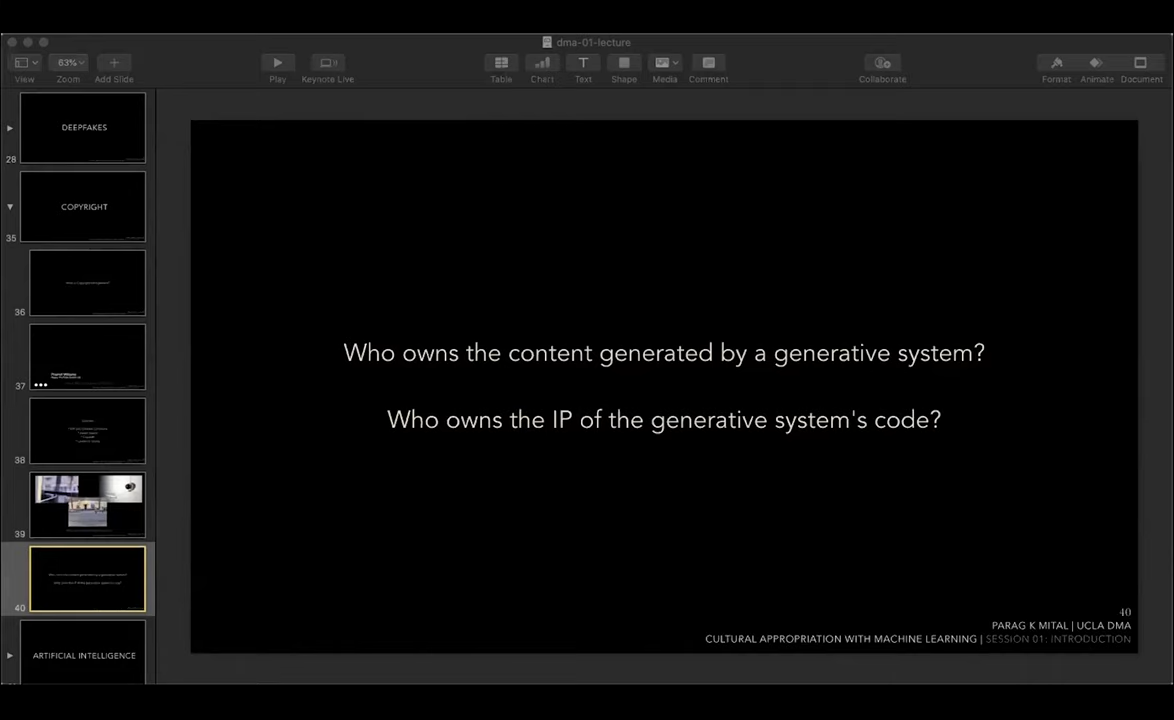 dma-01-lecture
63%
View
Zoom
Add Slide
Play
Keynote Live
Table
Chart
Text
Shape
Media
Comment
Collaborate
Format
Animate
Document
DEEPFAKES
28
COPYRIGHT
35
36
37
38
39
40
ARTIFICIAL INTELLIGENCE
Who owns the content generated by a generative system?
Who owns the IP of the generative system's code?
40
PARAG K MITAL | UCLA DMA
CULTURAL APPROPRIATION WITH MACHINE LEARNING | SESSION 01: INTRODUCTION